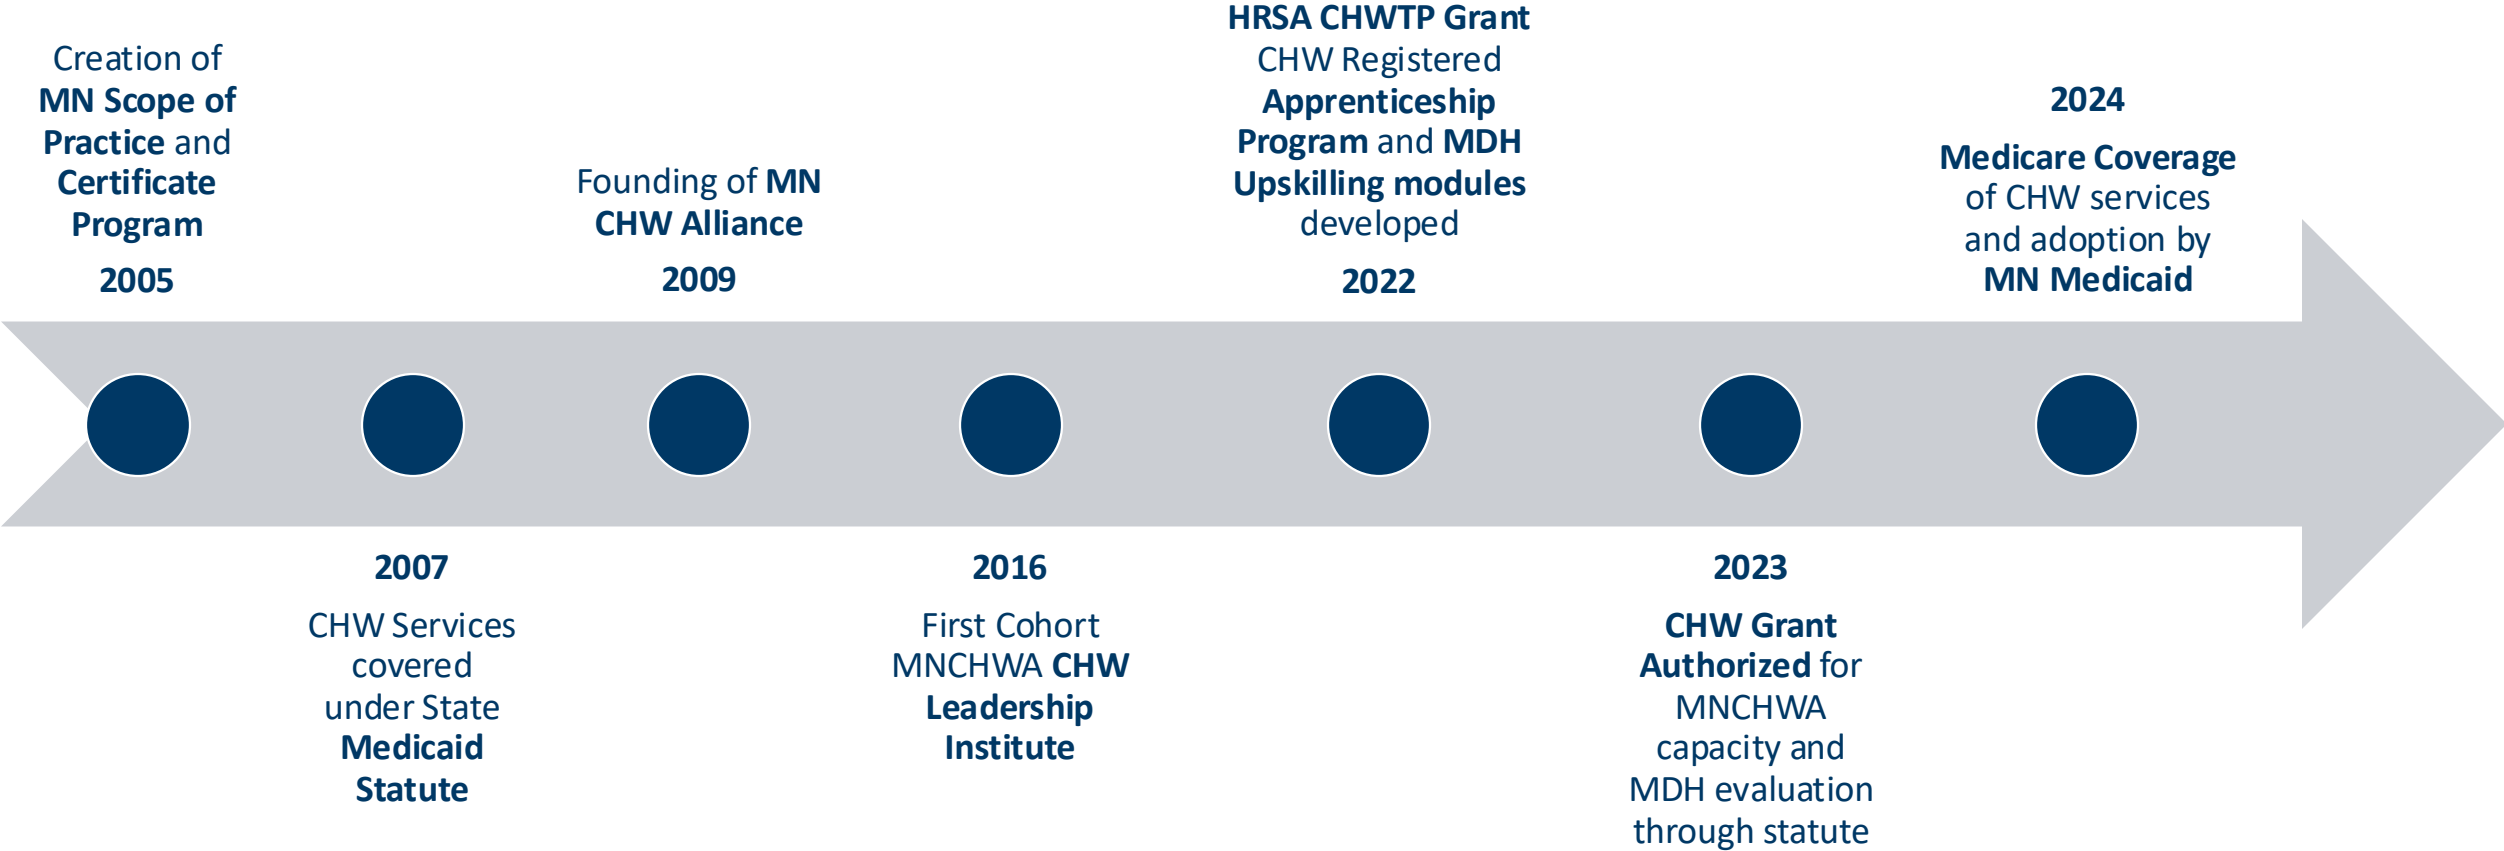 Creation of
MN Scope of
Practice and
Certificate
Program
2005
2007
CHW Services
covered
under State
Medicaid
Statute
Founding of MN
CHW Alliance
2009
2016
First Cohort
MNCHWA CHW
Leadership
Institute
HRSA CHWTP Grant
CHW Registered
Apprenticeship
Program and MDH
Upskilling modules
developed
2022
2023
CHW Grant
Authorized for
MNCHWA
capacity and
MDH evaluation
through statute
2024
Medicare Coverage
of CHW services
and adoption by
MN Medicaid